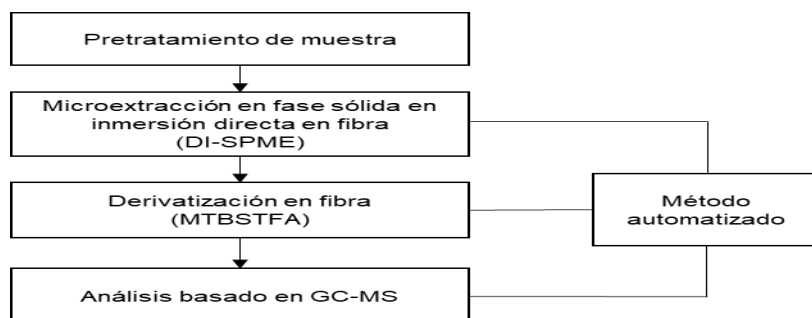 Pretratamiento de muestra
Microextracción en fase sólida en
inmersión directa en fibra
(DI-SPME)
Derivatización en fibra
(MTBSTFA)
Método
automatizado
Análisis basado en GC-MS